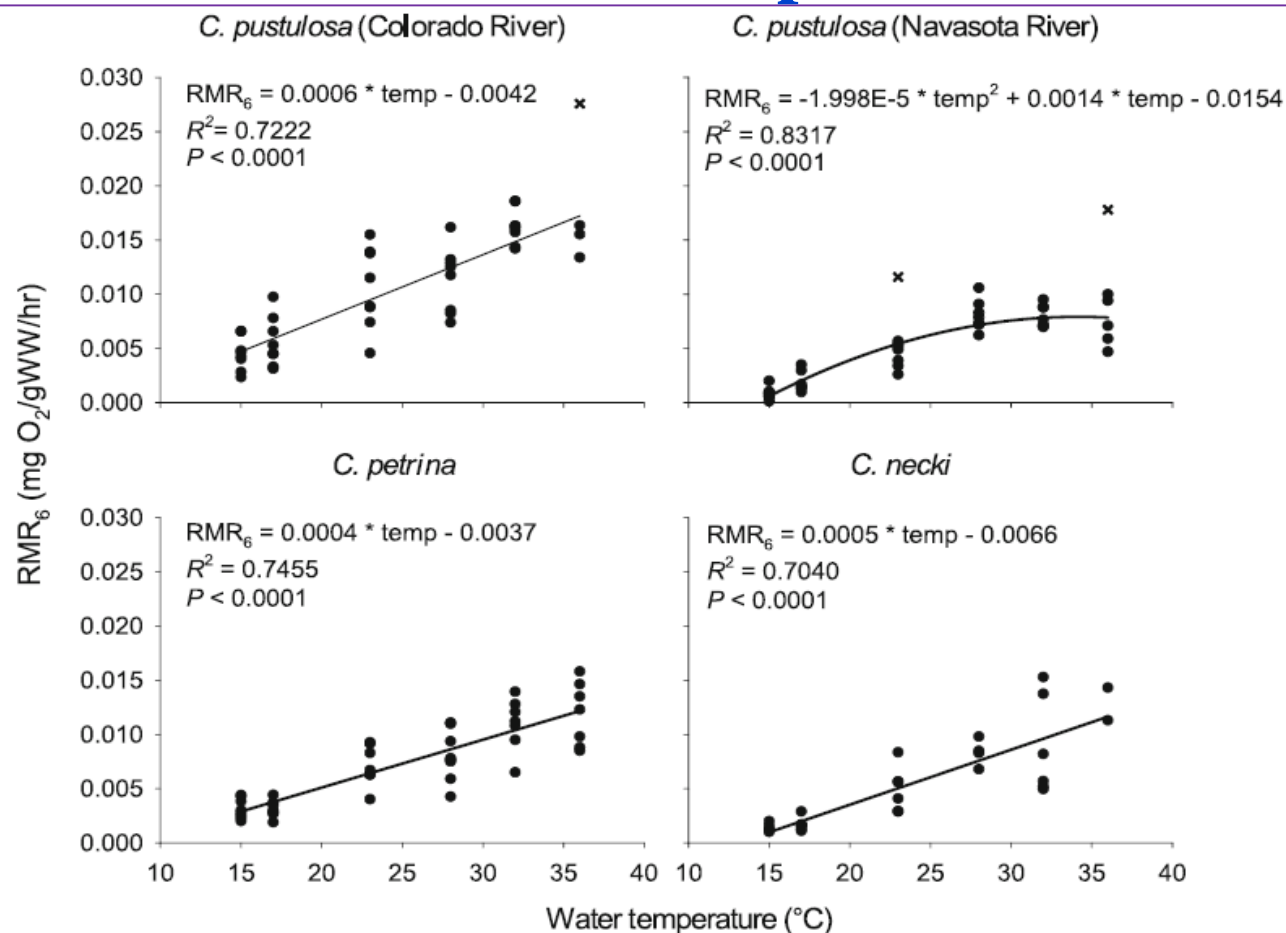 C. pustulosa (Colorado River)
C. pustulosa (Navasota River)
RMR₆ = 0.0006 * temp - 0.0042
R² = 0.7222
P < 0.0001
RMR₆ = -1.998E-5 * temp² + 0.0014 * temp - 0.0154
R² = 0.8317
P < 0.0001
0.030
0.025
0.020
0.015
0.010
0.005
0.000
RMR₆ (mg O₂/gWW/hr)
C. petrina
C. necki
RMR₆ = 0.0004 * temp - 0.0037
R² = 0.7455
P < 0.0001
RMR₆ = 0.0005 * temp - 0.0066
R² = 0.7040
P < 0.0001
0.030
0.025
0.020
0.015
0.010
0.005
0.000
10 15 20 25 30 35 40
10 15 20 25 30 35 40
Water temperature (°C)